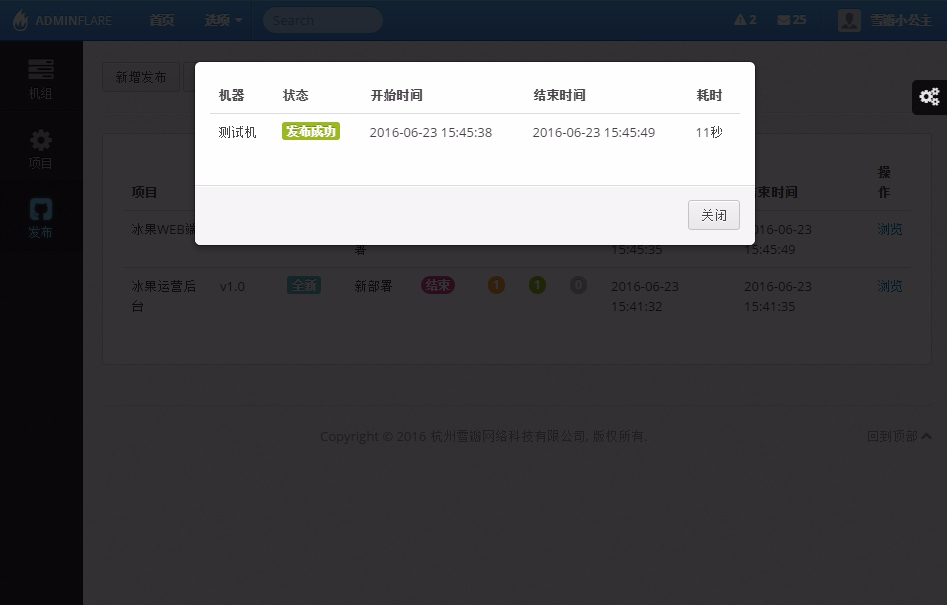 ADMINFLARE 首页 选项 Search 2 25 雪瓣小公主
机组
项目
发布
新增发布
机器 状态 开始时间 结束时间 耗时
测试机 发布成功 2016-06-23 15:45:38 2016-06-23 15:45:49 11秒
关闭
项目 束时间 操
作
冰果WEB端 016-06-23 浏览
署 15:45:35 15:45:49
冰果运营后 v1.0 全新 新部署 结束 1 1 0 2016-06-23 2016-06-23 浏览
台 15:41:32 15:41:35
Copyright © 2016 杭州雪瓣网络科技有限公司, 版权所有. 回到顶部